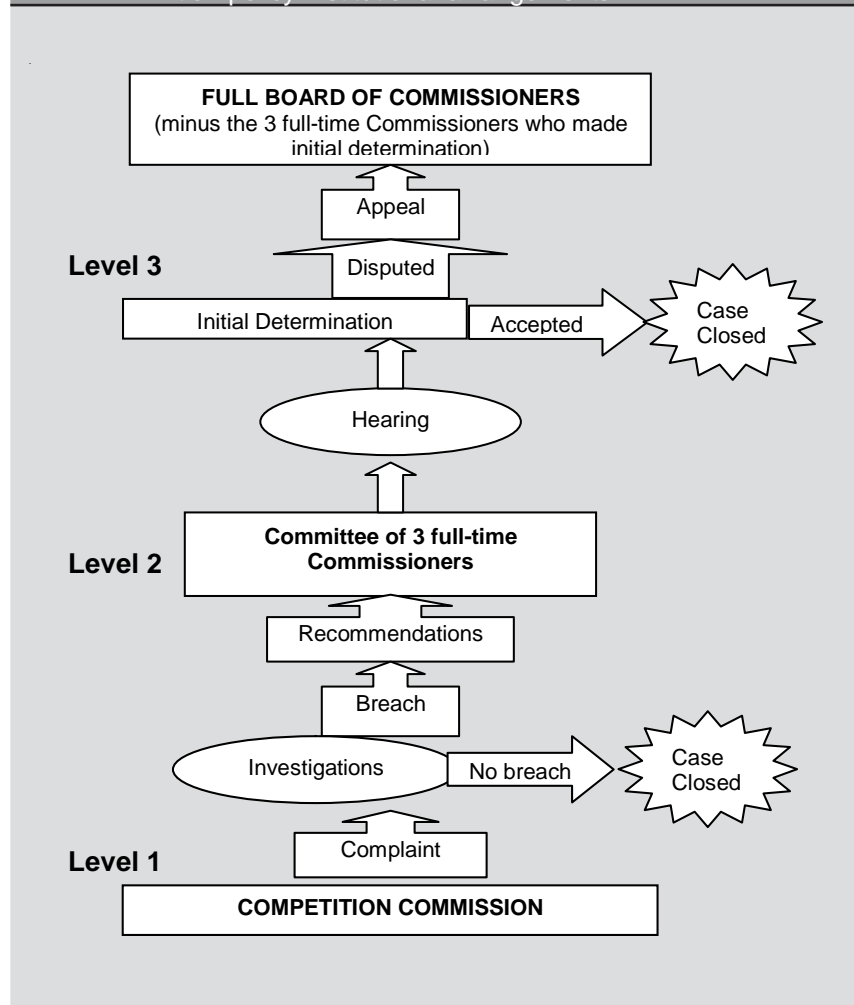 FULL BOARD OF COMMISSIONERS
(minus the 3 full-time Commissioners who made
initial determination)
Appeal
Level 3
Disputed
Initial Determination
Accepted
Case
Closed
Hearing
Committee of 3 full-time
Commissioners
Level 2
Recommendations
Breach
Investigations
No breach
Case
Closed
Complaint
Level 1
COMPETITION COMMISSION